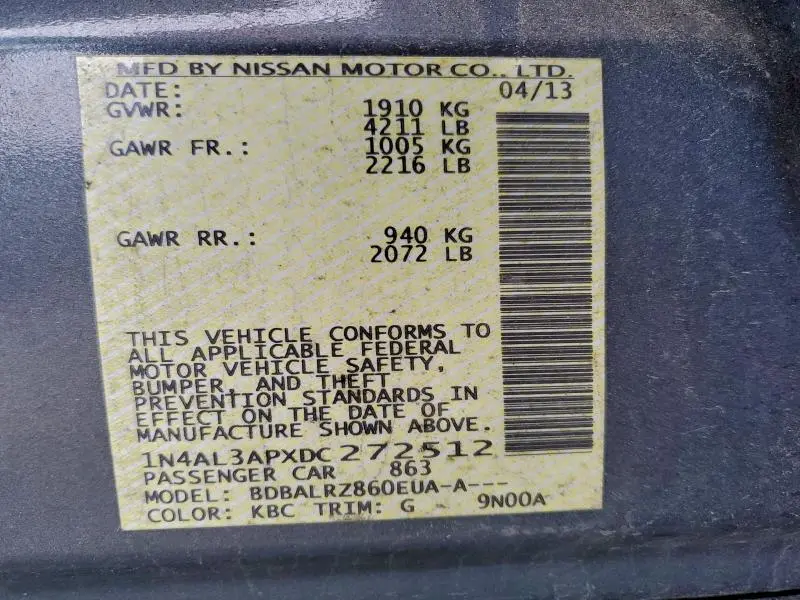 MFD BY NISSAN MOTOR CO., LTD.
DATE: 04/13
GVWR: 1910 KG
4211 LB
GAWR FR.: 1005 KG
2216 LB
GAWR RR.: 940 KG
2072 LB
THIS VEHICLE CONFORMS TO
ALL APPLICABLE FEDERAL
MOTOR VEHICLE SAFETY,
BUMPER, AND THEFT
PREVENTION STANDARDS IN
EFFECT ON THE DATE OF
MANUFACTURE SHOWN ABOVE.
1N4AL3APXDC272512
PASSENGER CAR 863
MODEL: BDBALRZ860EUA-A---
COLOR: KBC TRIM: G 9N00A